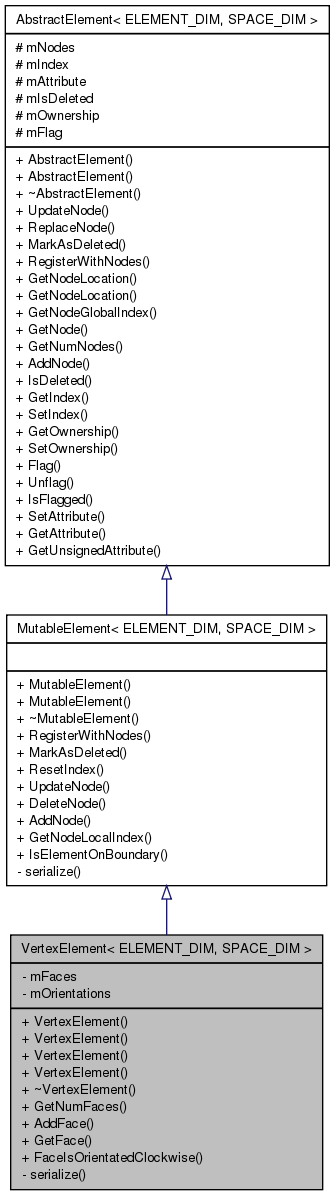 AbstractElement< ELEMENT_DIM, SPACE_DIM >
# mNodes
# mIndex
# mAttribute
# mIsDeleted
# mOwnership
# mFlag
+ AbstractElement()
+ AbstractElement()
+ ~AbstractElement()
+ UpdateNode()
+ ReplaceNode()
+ MarkAsDeleted()
+ RegisterWithNodes()
+ GetNodeLocation()
+ GetNodeLocation()
+ GetNodeGlobalIndex()
+ GetNode()
+ GetNumNodes()
+ AddNode()
+ IsDeleted()
+ GetIndex()
+ SetIndex()
+ GetOwnership()
+ SetOwnership()
+ Flag()
+ Unflag()
+ IsFlagged()
+ SetAttribute()
+ GetAttribute()
+ GetUnsignedAttribute()
MutableElement< ELEMENT_DIM, SPACE_DIM >
+ MutableElement()
+ MutableElement()
+ ~MutableElement()
+ RegisterWithNodes()
+ MarkAsDeleted()
+ ResetIndex()
+ UpdateNode()
+ DeleteNode()
+ AddNode()
+ GetNodeLocalIndex()
+ IsElementOnBoundary()
- serialize()
VertexElement< ELEMENT_DIM, SPACE_DIM >
- mFaces
- mOrientations
+ VertexElement()
+ VertexElement()
+ VertexElement()
+ VertexElement()
+ ~VertexElement()
+ GetNumFaces()
+ AddFace()
+ GetFace()
+ FaceIsOrientatedClockwise()
- serialize()